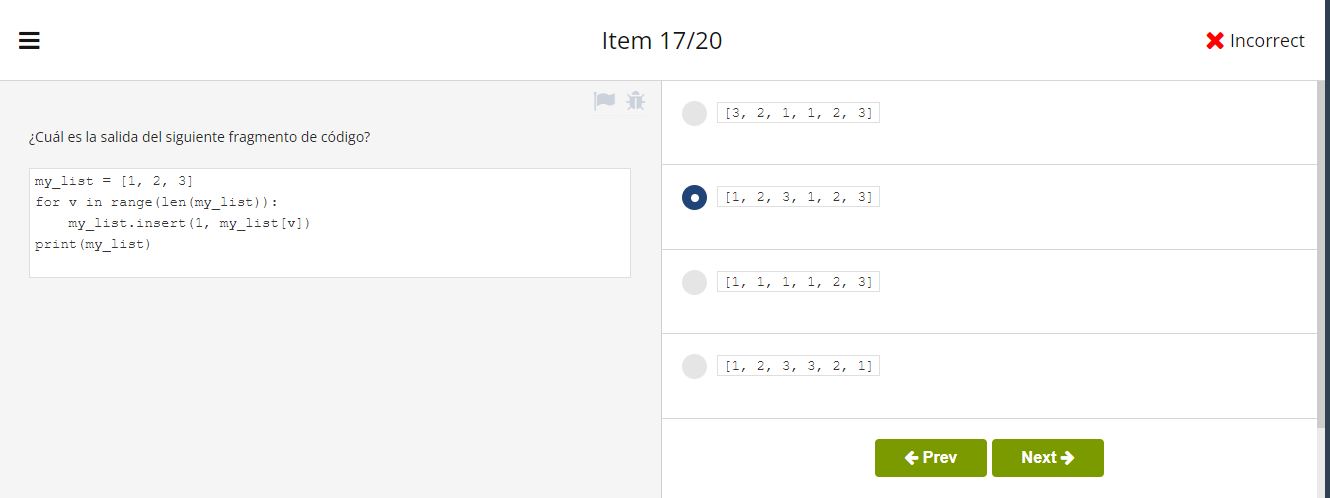 Item 17/20
Incorrect
¿Cuál es la salida del siguiente fragmento de código?
my_list = [1, 2, 3]
for v in range(len(my_list)):
    my_list.insert(1, my_list[v])
print(my_list)
[3, 2, 1, 1, 2, 3]
[1, 2, 3, 1, 2, 3]
[1, 1, 1, 1, 2, 3]
[1, 2, 3, 3, 2, 1]
Prev
Next